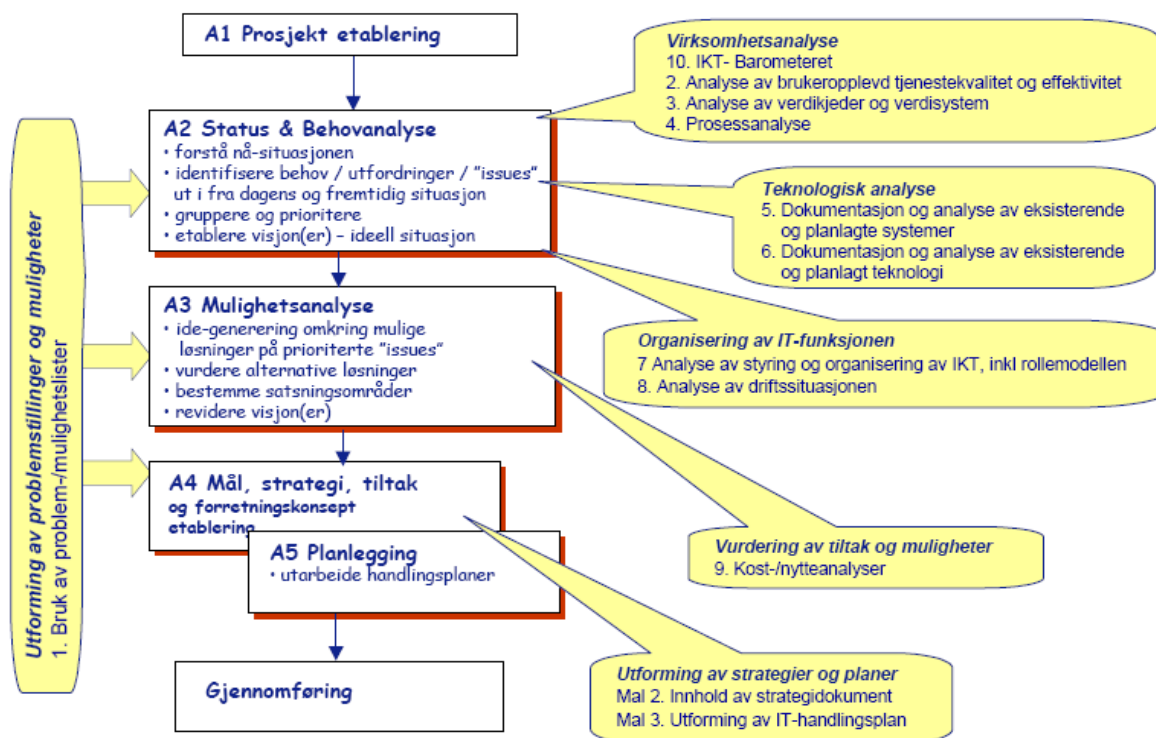 A1 Prosjekt etablering
Virksomhetsanalyse
10. IKT- Barometeret
2. Analyse av brukeropplevd tjenestekvalitet og effektivitet
3. Analyse av verdikjeder og verdisystem
4. Prosessanalyse
A2 Status & Behovanalyse
• forstå nå-situasjonen
• identifisere behov / utfordringer / "issues"
ut i fra dagens og fremtidig situasjon
• gruppere og prioritere
• etablere visjon(er) – ideell situasjon
Teknologisk analyse
5. Dokumentasjon og analyse av eksisterende
og planlagte systemer
6. Dokumentasjon og analyse av eksisterende
og planlagt teknologi
Utforming av problemstillinger og muligheter
1. Bruk av problem-/mulighetslister
A3 Mulighetsanalyse
• ide-generering omkring mulige
løsninger på prioriterte "issues"
• vurdere alternative løsninger
• bestemme satsningsområder
• revidere visjon(er)
Organisering av IT-funksjonen
7 Analyse av styring og organisering av IKT, inkl rollemodellen
8. Analyse av driftssituasjonen
A4 Mål, strategi, tiltak
og forretningskonsept
etablering
A5 Planlegging
• utarbeide handlingsplaner
Vurdering av tiltak og muligheter
9. Kost-/nytteanalyser
Gjennomføring
Utforming av strategier og planer
Mal 2. Innhold av strategidokument
Mal 3. Utforming av IT-handlingsplan